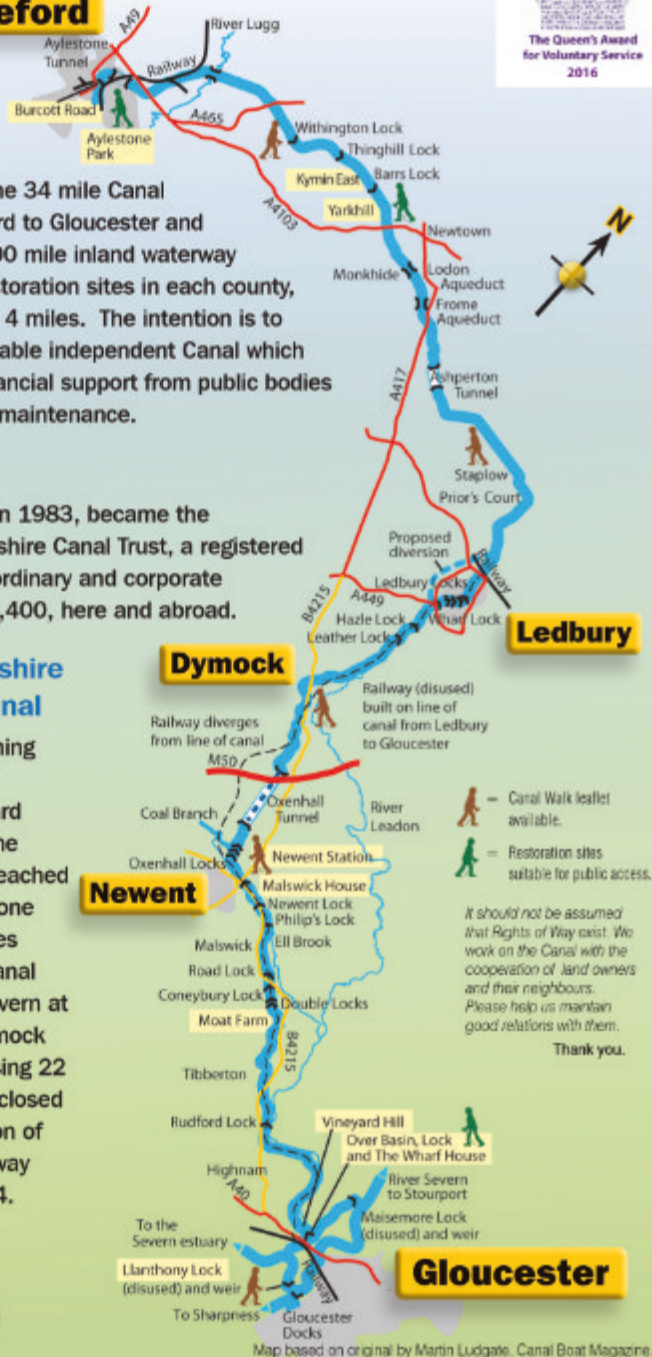 eford
A49
River Lugg
The Queen's Award
for Voluntary Service
2016
Aylestone
Tunnel
Railway
Burcott Road
Aylestone
Park
A465
Withington Lock
Thinghill Lock
Kymin East
Barrs Lock
Yarkhill
A4103
ne 34 mile Canal
rd to Gloucester and
00 mile inland waterway
storation sites in each county,
4 miles. The intention is to
able independent Canal which
nancial support from public bodies
maintenance.
N
Newtown
Monkhide
Lodon
Aqueduct
Frome
Aqueduct
A417
Ashperton
Tunnel
Staplow
Prior's Court
n 1983, became the
shire Canal Trust, a registered
ordinary and corporate
,400, here and abroad.
Proposed
diversion
Railway
Ledbury Locks
B4215
A449
Hazle Lock
Wharf Lock
Leather Lock
Ledbury
Dymock
shire
nal
Railway diverges
from line of canal
Railway (disused)
built on line of
canal from Ledbury
to Gloucester
M50
ning
ard
ne
eached
one
es
anal
vern at
mock
sing 22
closed
on of
way
4.
Coal Branch
Oxenhall
Tunnel
River
Leadon
Oxenhall Locks
Newent Station
Newent
Malswick House
Newent Lock
Philip's Lock
Malswick
Ell Brook
Road Lock
Coneybury Lock
Double Locks
Moat Farm
B4215
Tibberton
Rudford Lock
= Canal Walk leaflet
available.
= Restoration sites
suitable for public access.
It should not be assumed
that Rights of Way exist. We
work on the Canal with the
cooperation of land owners
and their neighbours.
Please help us maintain
good relations with them.
Thank you.
Vineyard Hill
Over Basin, Lock
and The Wharf House
Highnam
A40
River Severn
to Stourport
Maisemore Lock
(disused) and weir
To the
Severn estuary
Llanthony Lock
(disused) and weir
Railway
To Sharpness
Gloucester
Docks
Gloucester
Map based on original by Martin Ludgate. Canal Boat Magazine.